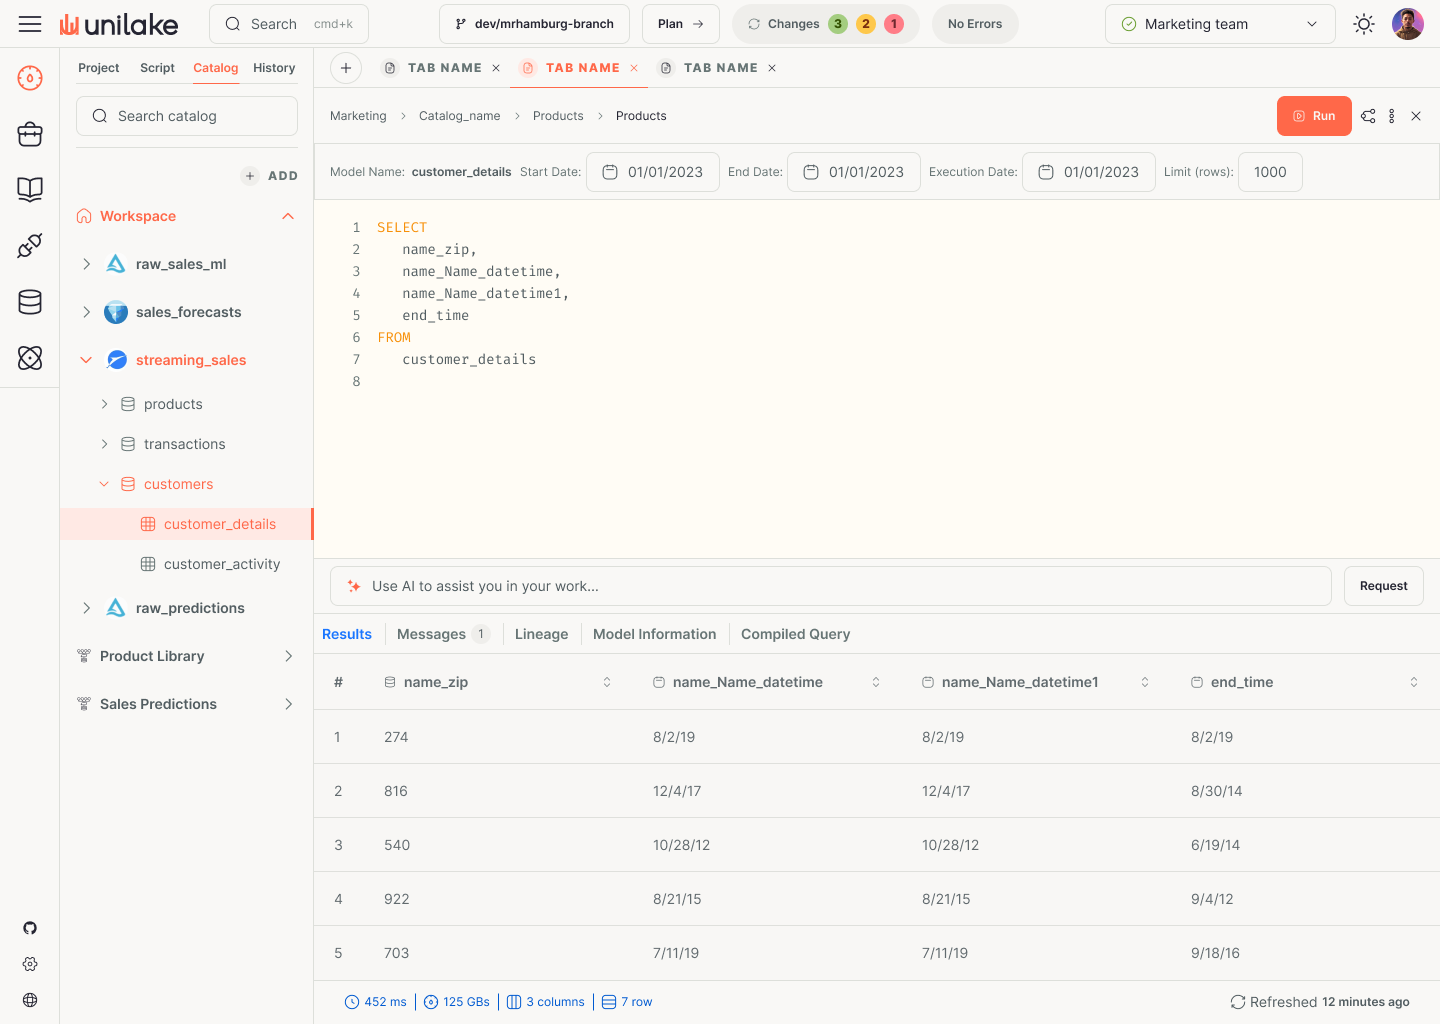 unilake
Search cmd+k
dev/mrhamburg-branch
Plan
Changes 3 2 1
No Errors
Marketing team
Project Script Catalog History
Search catalog
ADD
Workspace
raw_sales_ml
sales_forecasts
streaming_sales
products
transactions
customers
customer_details
customer_activity
raw_predictions
Product Library
Sales Predictions
TAB NAME TAB NAME TAB NAME
Marketing Catalog_name Products Products
Run
Model Name: customer_details Start Date: 01/01/2023 End Date: 01/01/2023 Execution Date: 01/01/2023 Limit (rows): 1000
1 SELECT
2 name_zip,
3 name_Name_datetime,
4 name_Name_datetime1,
5 end_time
6 FROM
7 customer_details
8
Use AI to assist you in your work...
Request
Results Messages 1 Lineage Model Information Compiled Query
# name_zip name_Name_datetime name_Name_datetime1 end_time
1 274 8/2/19 8/2/19 8/2/19
2 816 12/4/17 12/4/17 8/30/14
3 540 10/28/12 10/28/12 6/19/14
4 922 8/21/15 8/21/15 9/4/12
5 703 7/11/19 7/11/19 9/18/16
452 ms 125 GBs 3 columns 7 row
Refreshed 12 minutes ago